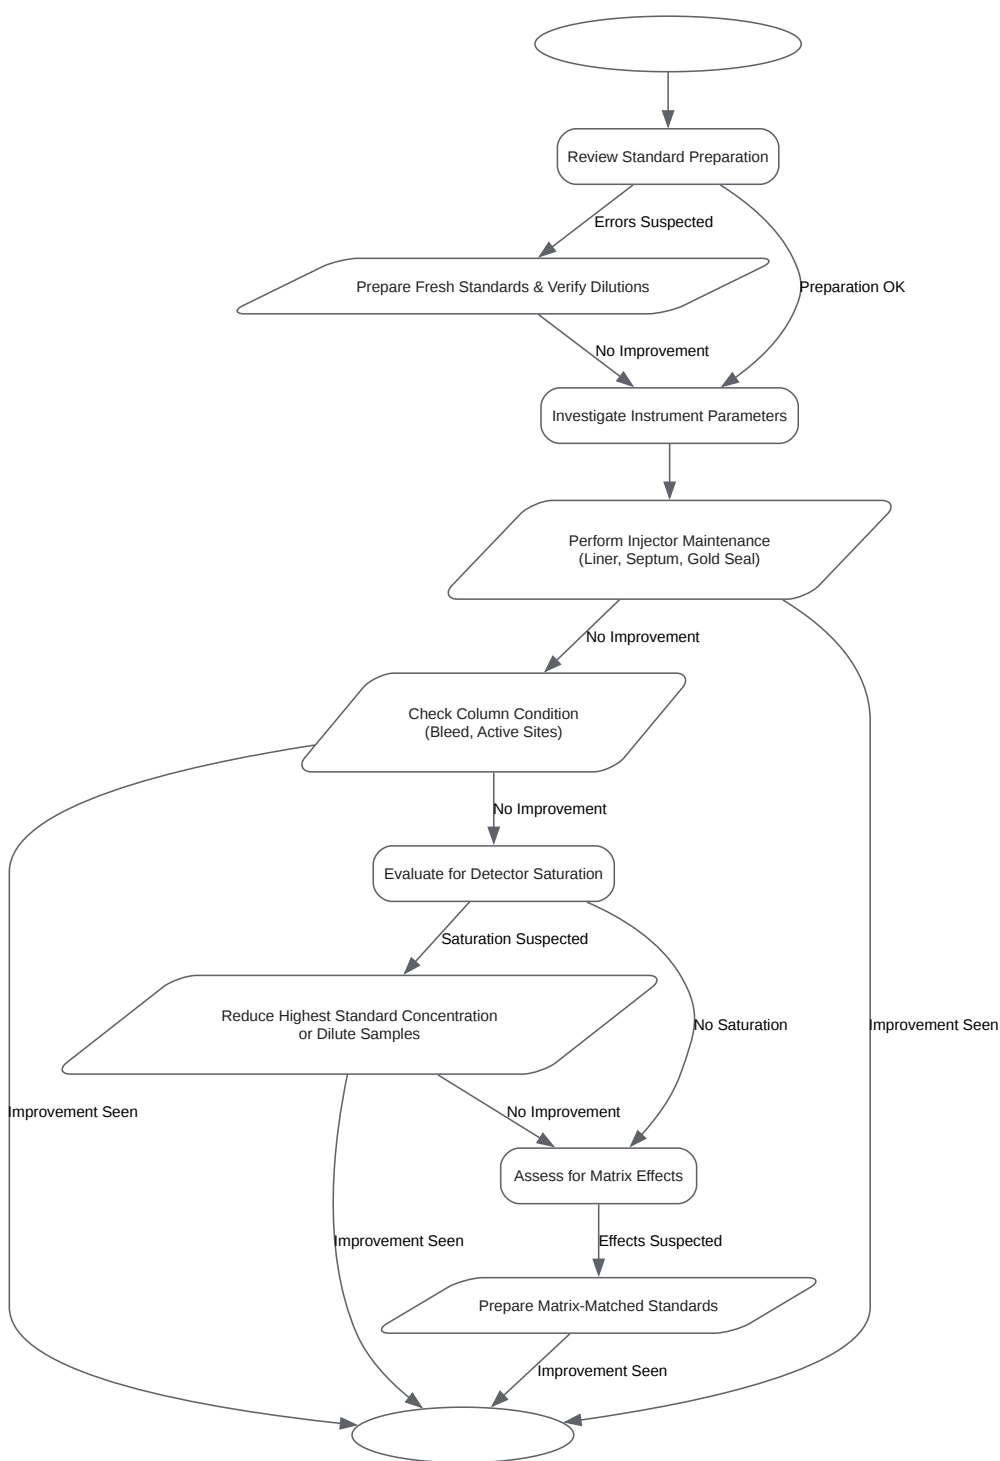 Review Standard Preparation
Errors Suspected
Prepare Fresh Standards & Verify Dilutions
Preparation OK
No Improvement
Investigate Instrument Parameters
Perform Injector Maintenance
(Liner, Septum, Gold Seal)
No Improvement
Check Column Condition
(Bleed, Active Sites)
No Improvement
Evaluate for Detector Saturation
Saturation Suspected
Reduce Highest Standard Concentration
or Dilute Samples
No Saturation
Improvement Seen
Improvement Seen
No Improvement
Assess for Matrix Effects
Improvement Seen
Effects Suspected
Prepare Matrix-Matched Standards
Improvement Seen